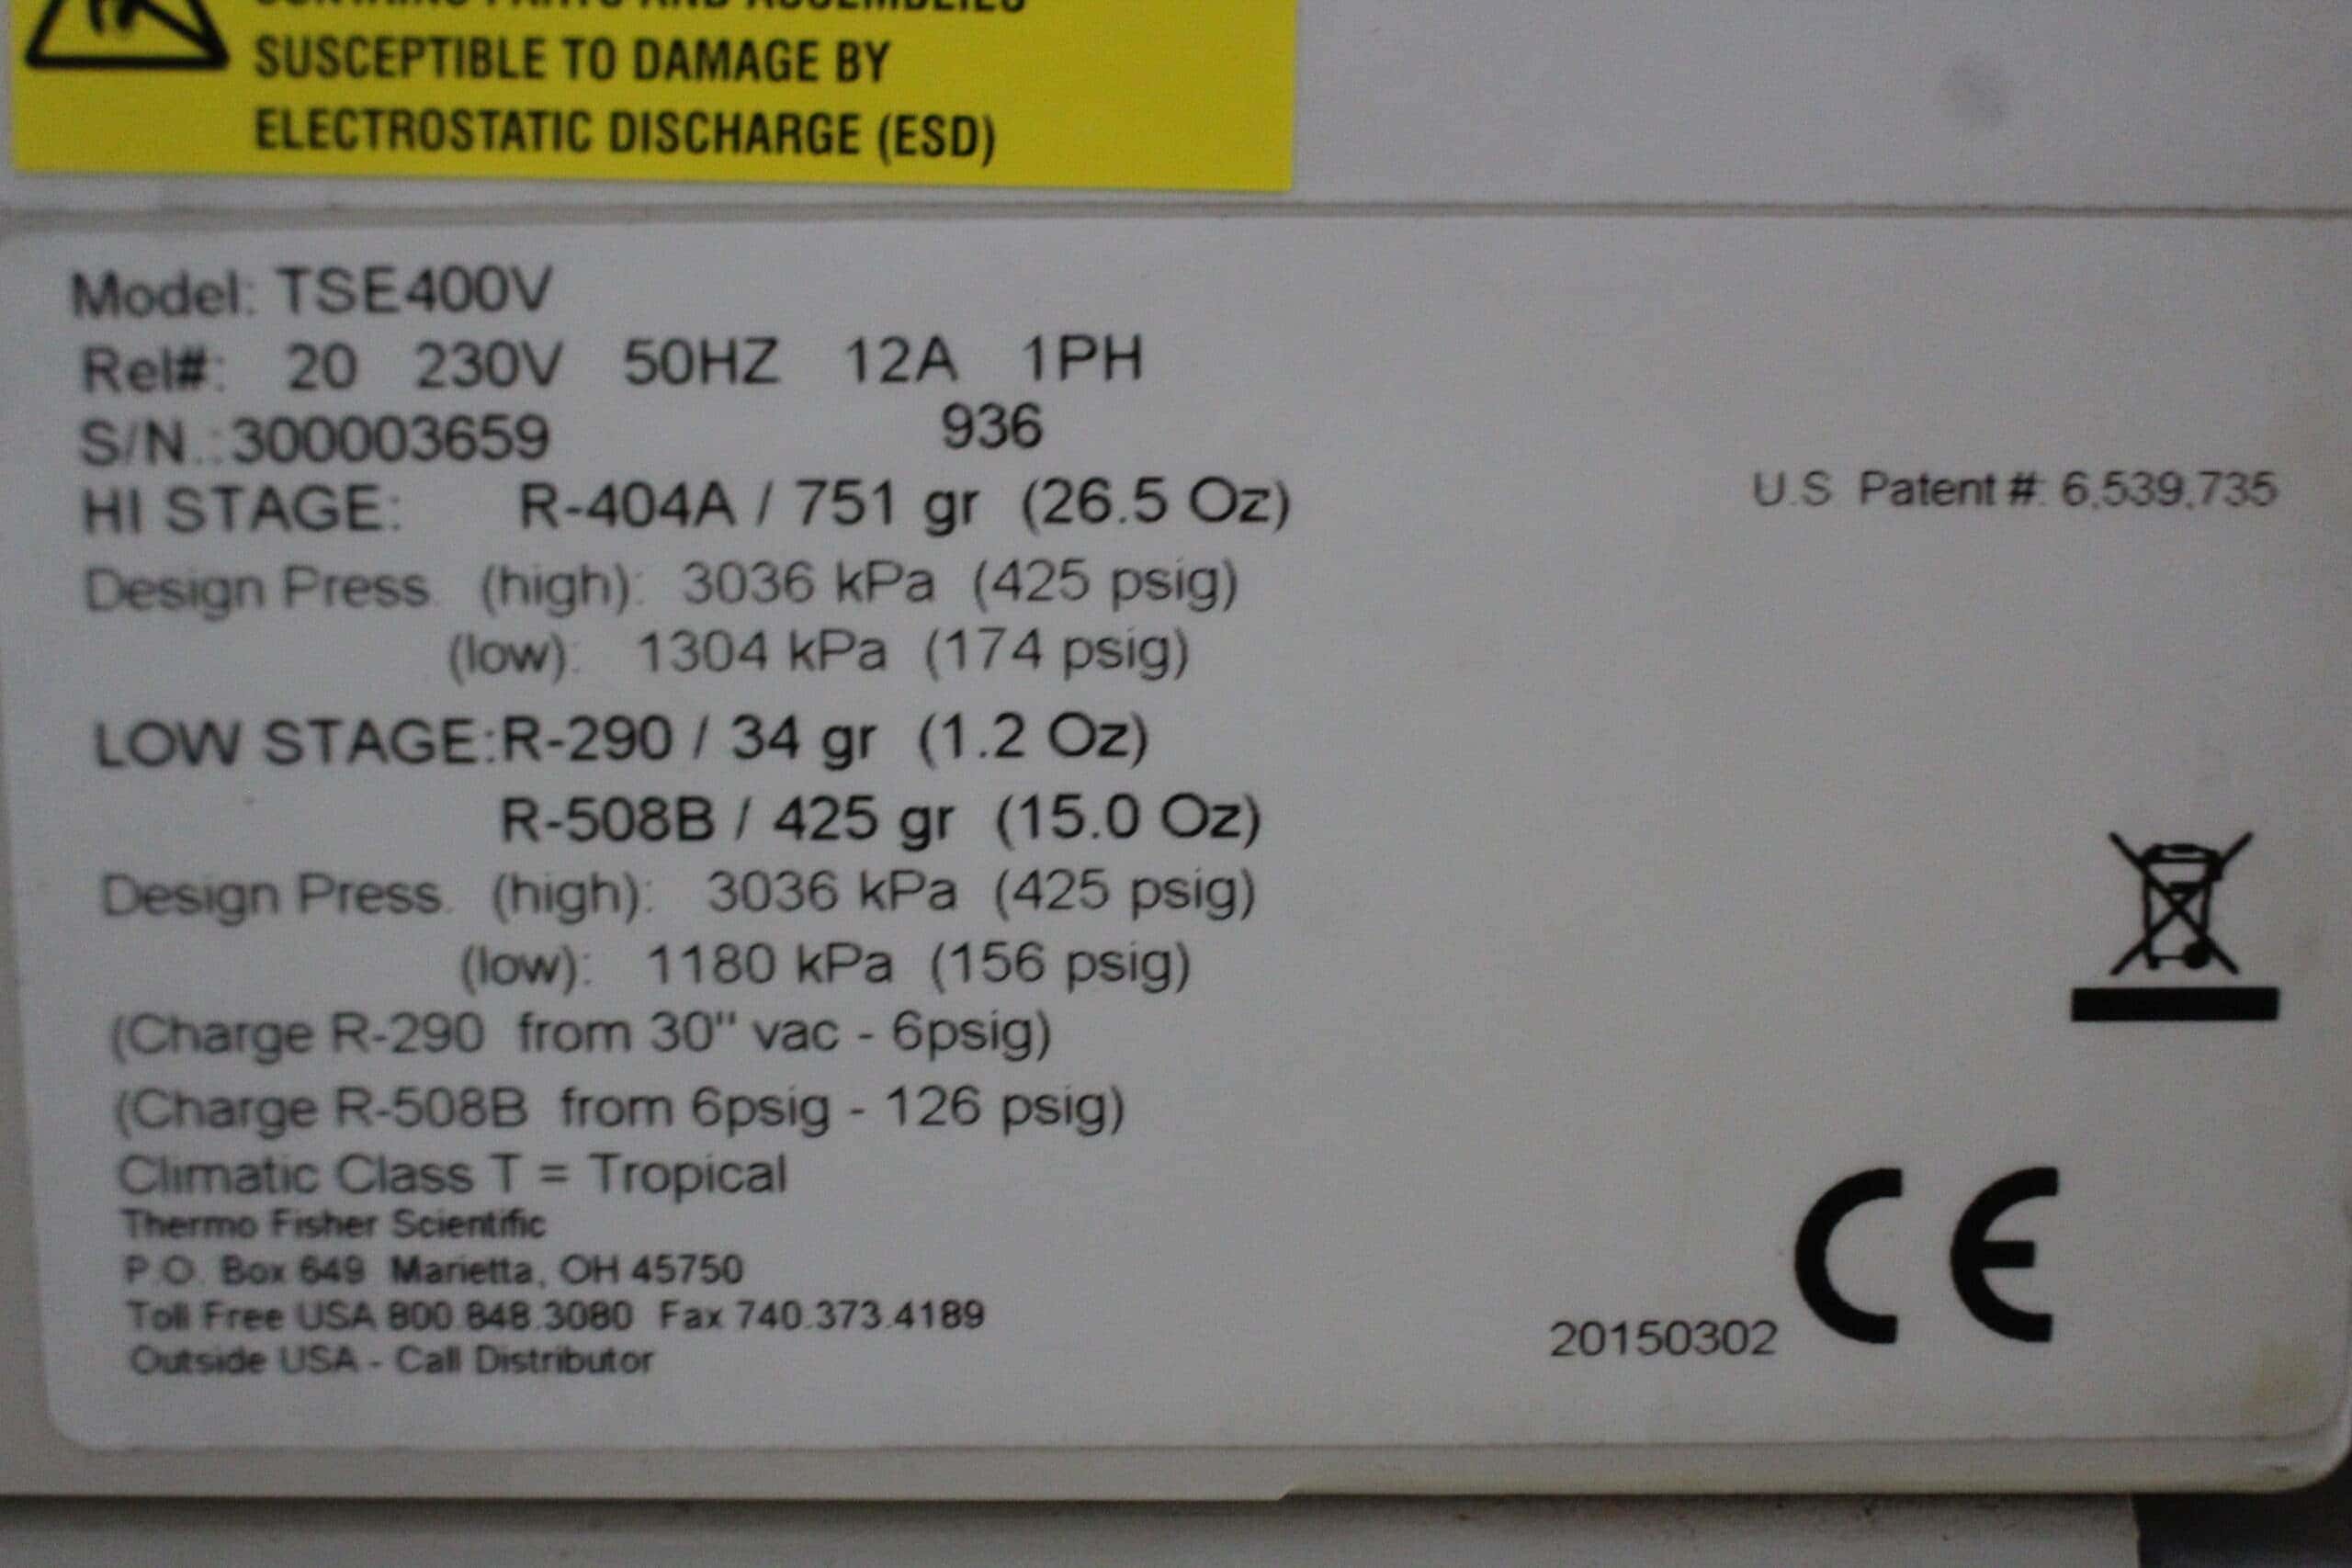 CONTAINS PARTS AND ASSEMBLIES
SUSCEPTIBLE TO DAMAGE BY
ELECTROSTATIC DISCHARGE (ESD)
Model: TSE400V
Rel#: 20 230V 50HZ 12A 1PH
S/N.:300003659 936
HI STAGE: R-404A / 751 gr (26.5 Oz)
U.S Patent #: 6,539,735
Design Press. (high): 3036 kPa (425 psig)
(low): 1304 kPa (174 psig)
LOW STAGE:R-290 / 34 gr (1.2 Oz)
R-508B / 425 gr (15.0 Oz)
Design Press. (high): 3036 kPa (425 psig)
(low): 1180 kPa (156 psig)
(Charge R-290 from 30" vac - 6psig)
(Charge R-508B from 6psig - 126 psig)
Climatic Class T = Tropical
Thermo Fisher Scientific
P.O. Box 649 Marietta, OH 45750
Toll Free USA 800.848.3080 Fax 740.373.4189
Outside USA - Call Distributor
20150302 CE